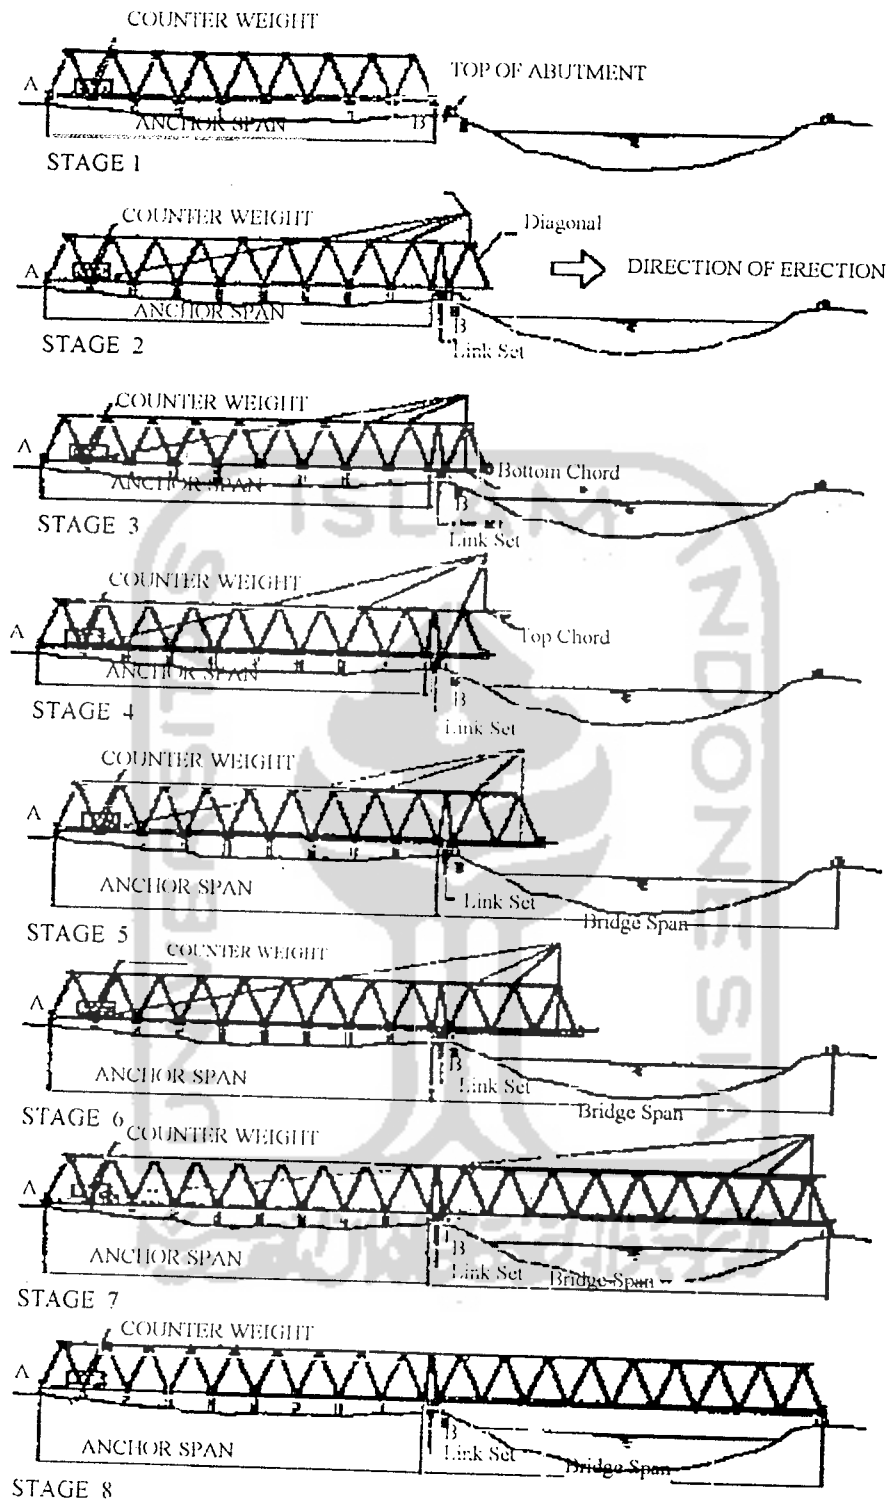 COUNTER WEIGHT
A
TOP OF ABUTMENT
ANCHOR SPAN
B
STAGE 1
COUNTER WEIGHT
Diagonal
A
DIRECTION OF ERECTION
ANCHOR SPAN
B
STAGE 2
Link Set
COUNTER WEIGHT
A
Bottom Chord
ANCHOR SPAN
B
STAGE 3
Link Set
COUNTER WEIGHT
A
Top Chord
ANCHOR SPAN
B
STAGE 4
Link Set
COUNTER WEIGHT
A
B
ANCHOR SPAN
Link Set
Bridge Span
STAGE 5
COUNTER WEIGHT
A
B
ANCHOR SPAN
Link Set
Bridge Span
STAGE 6
COUNTER WEIGHT
A
B
ANCHOR SPAN
Link Set
Bridge Span
STAGE 7
COUNTER WEIGHT
A
B
ANCHOR SPAN
Link Set
Bridge Span
STAGE 8
UNIVERSITAS
ISLAM
INDONESIA